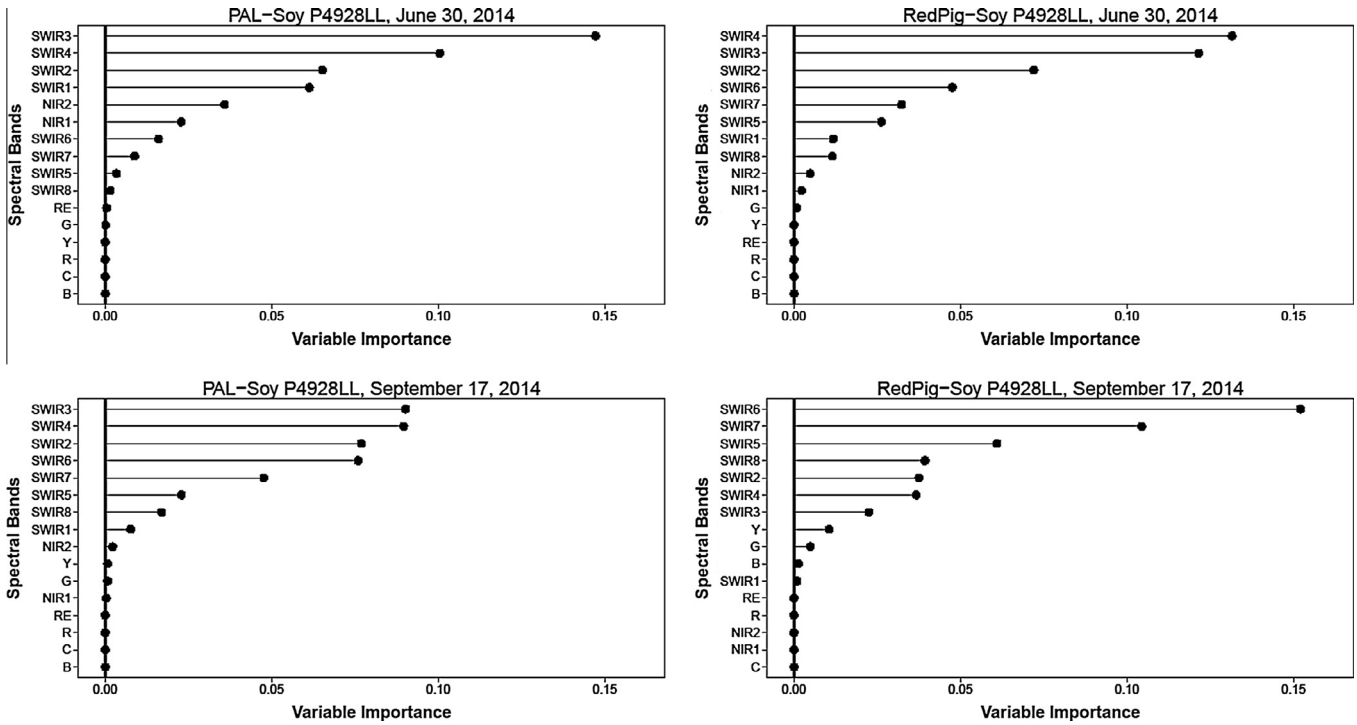 PAL-Soy P4928LL, June 30, 2014
Spectral Bands
SWIR3
SWIR4
SWIR2
SWIR1
NIR2
NIR1
SWIR6
SWIR7
SWIR5
SWIR8
RE
G
Y
R
C
B
0.00 0.05 0.10 0.15
Variable Importance
RedPig-Soy P4928LL, June 30, 2014
Spectral Bands
SWIR4
SWIR3
SWIR2
SWIR6
SWIR7
SWIR5
SWIR1
SWIR8
NIR2
NIR1
G
Y
RE
R
C
B
0.00 0.05 0.10 0.15
Variable Importance
PAL-Soy P4928LL, September 17, 2014
Spectral Bands
SWIR3
SWIR4
SWIR2
SWIR6
SWIR7
SWIR5
SWIR8
SWIR1
NIR2
Y
G
NIR1
RE
R
C
B
0.00 0.05 0.10 0.15
Variable Importance
RedPig-Soy P4928LL, September 17, 2014
Spectral Bands
SWIR6
SWIR7
SWIR5
SWIR8
SWIR2
SWIR4
SWIR3
Y
G
B
SWIR1
RE
R
NIR2
NIR1
C
0.00 0.05 0.10 0.15
Variable Importance